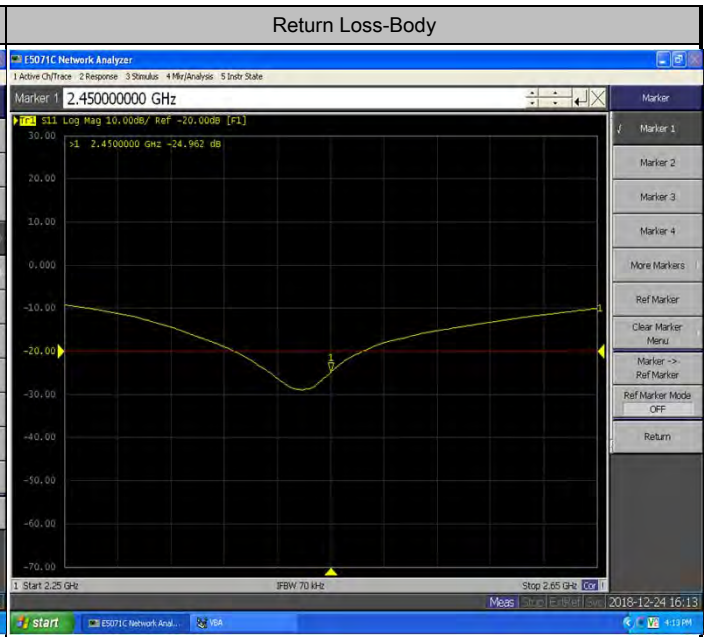 Return Loss-Body
E5071C Network Analyzer
1 Active Ch/Trace 2 Response 3 Stimulus 4 Mkr/Analysis 5 Instr State
Marker 1 2.450000000 GHz
Marker
Tr1 S11 Log Mag 10.00dB/ Ref -20.00dB [F1]
>1 2.4500000 GHz -24.962 dB
30.00
20.00
10.00
0.000
-10.00
-20.00
-30.00
-40.00
-50.00
-60.00
-70.00
1
1
√ Marker 1
Marker 2
Marker 3
Marker 4
More Markers
Ref Marker
Clear Marker
Menu
Marker ->
Ref Marker
Ref Marker Mode
OFF
Return
1 Start 2.25 GHz
IFBW 70 kHz
Stop 2.65 GHz Cor !
Meas Stop ExtRef Svc 2018-12-24 16:13
start
E5071C Network Anal...
VBA
4:13 PM